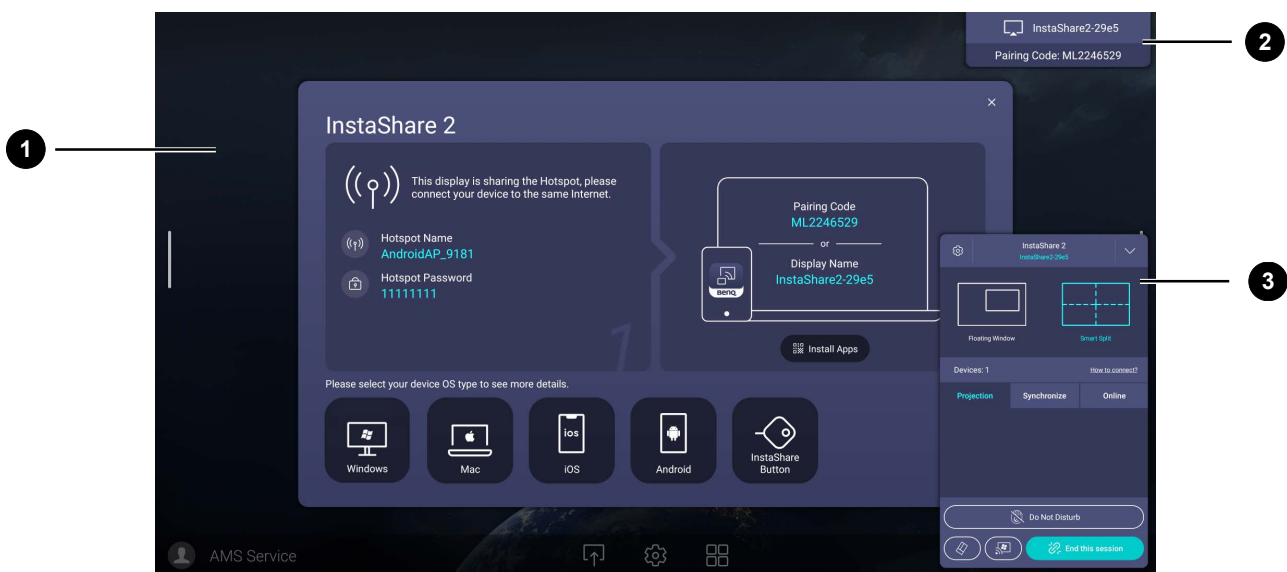 InstaShare2-29e5
Pairing Code: ML2246529
2
1
InstaShare 2
This display is sharing the Hotspot, please
connect your device to the same Internet.
Hotspot Name
AndroidAP_9181
Hotspot Password
11111111
1
Pairing Code
ML2246529
or
Display Name
InstaShare2-29e5
BenQ
Install Apps
Please select your device OS type to see more details.
Windows
Mac
ios
iOS
Android
InstaShare
Button
InstaShare 2
InstaShare2-29e5
3
Floating Window
Smart Split
Devices: 1
How to connect?
Projection
Synchronize
Online
Do Not Disturb
End this session
AMS Service